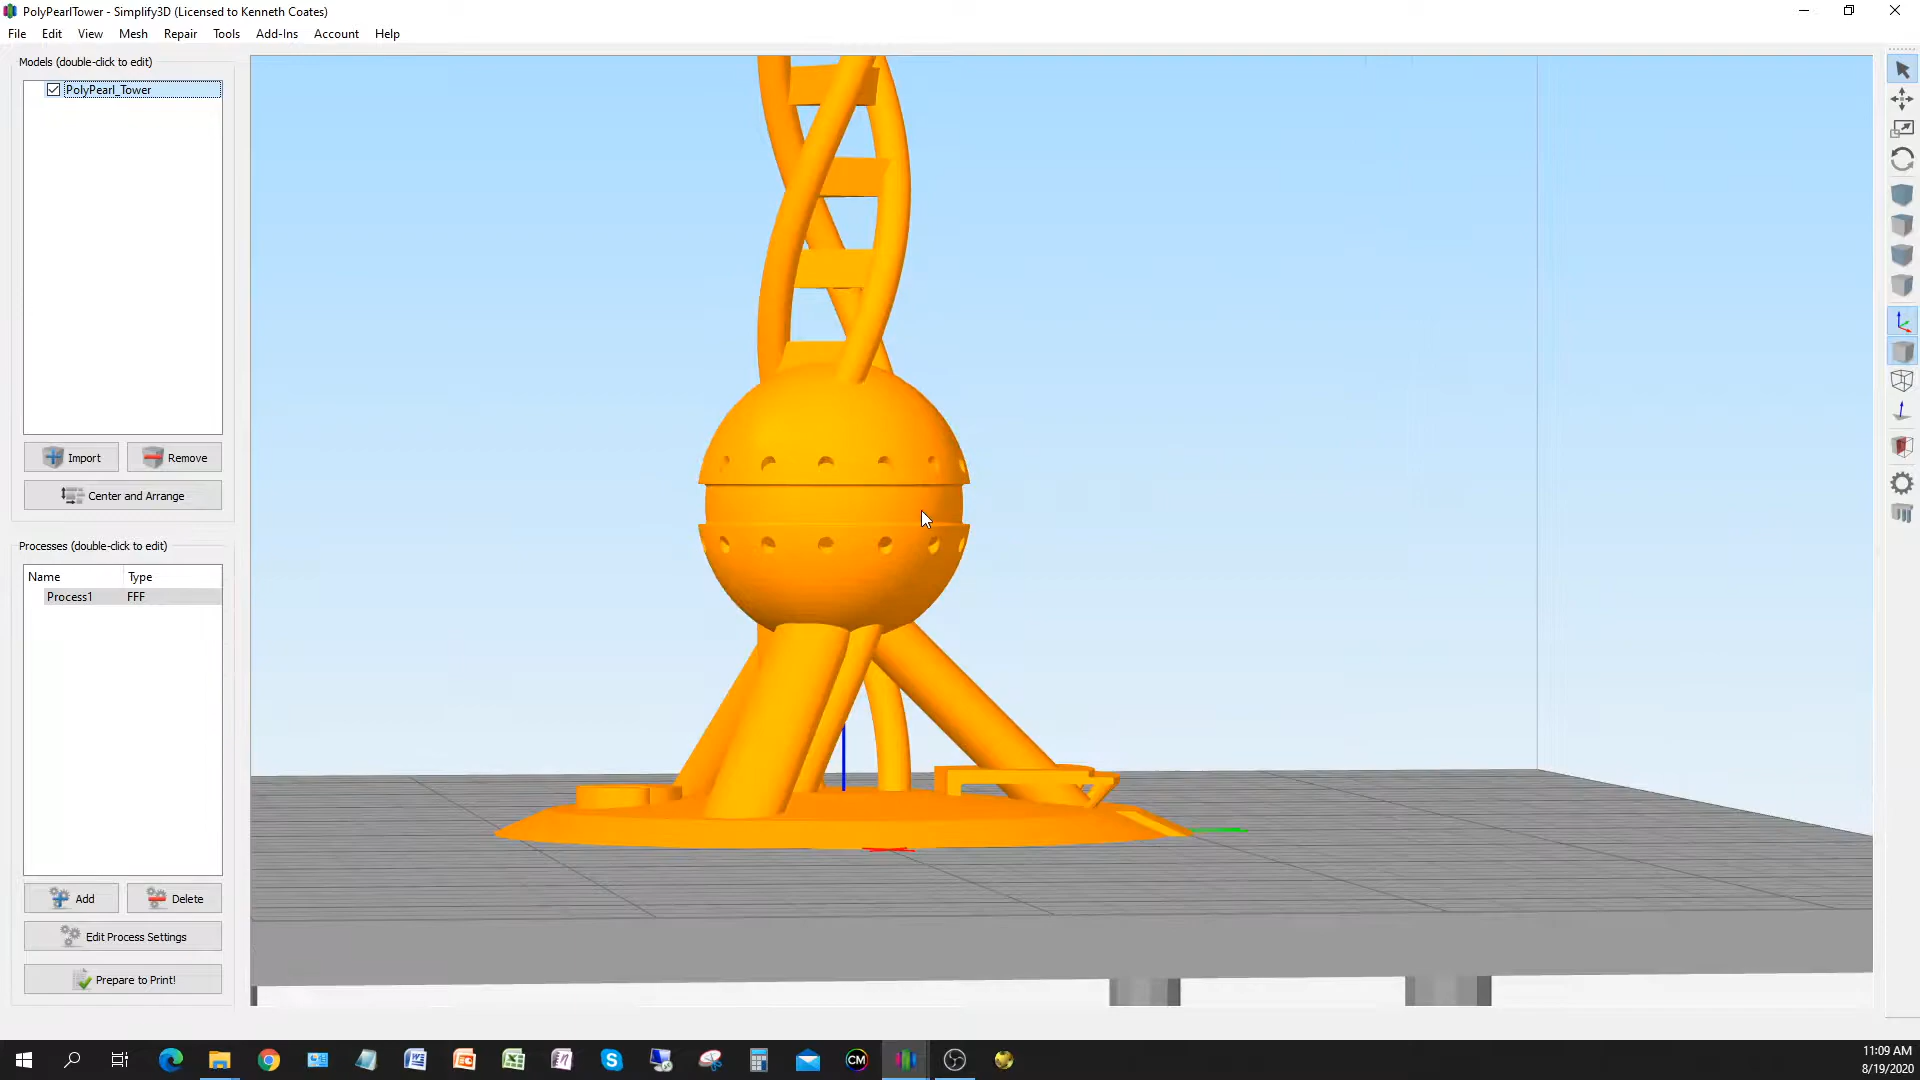 PolyPearlTower - Simplify3D (Licensed to Kenneth Coates)
File Edit View Mesh Repair Tools Add-Ins Account Help
Models (double-click to edit)
PolyPearl_Tower
Import Remove
Center and Arrange
Processes (double-click to edit)
Name Type
Process1 FFF
Add Delete
Edit Process Settings
Prepare to Print!
CM
11:09 AM
8/19/2020